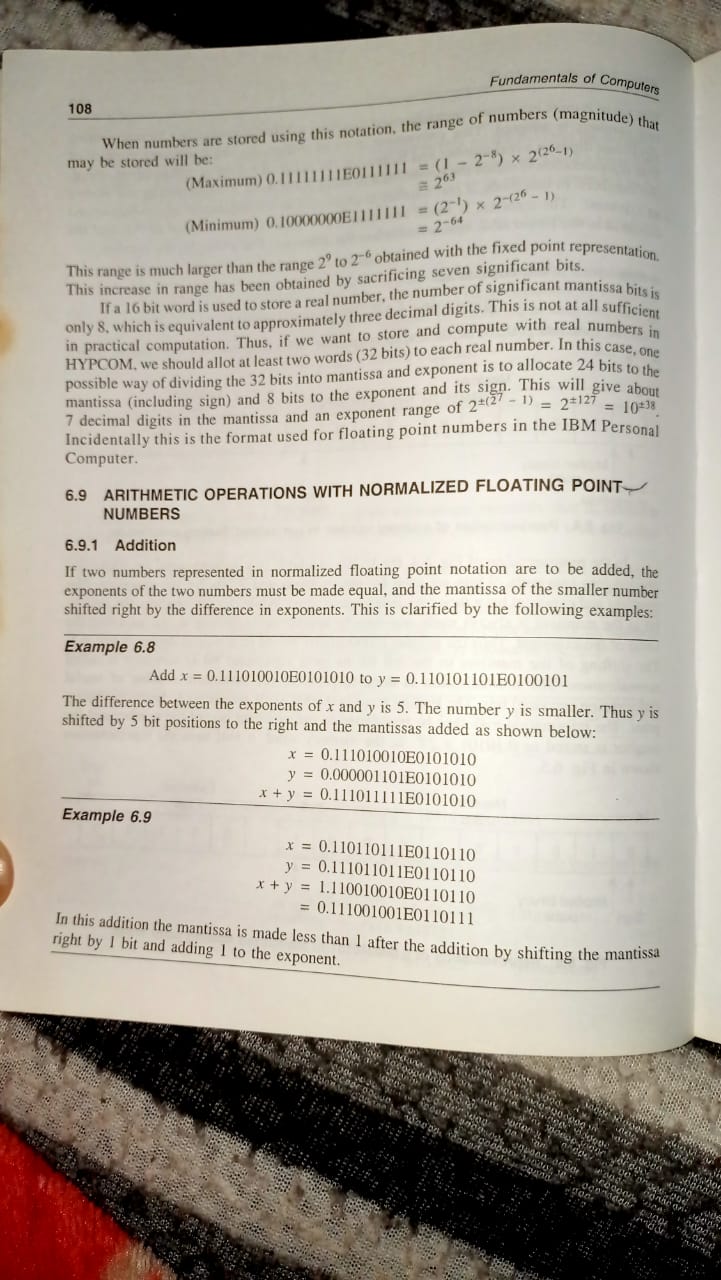 Fundamentals of Computers
108
When numbers are stored using this notation, the range of numbers (magnitude) that
may be stored will be:
(Maximum) 0.11111111E0111111 = (1 − 2⁻⁸) × 2^(2⁶−1)
≅ 2⁶³
(Minimum) 0.10000000E1111111 = (2⁻¹) × 2^−(2⁶ − 1)
= 2⁻⁶⁴
This range is much larger than the range 2⁹ to 2⁻⁶ obtained with the fixed point representation.
This increase in range has been obtained by sacrificing seven significant bits.
If a 16 bit word is used to store a real number, the number of significant mantissa bits is
only 8, which is equivalent to approximately three decimal digits. This is not at all sufficient
in practical computation. Thus, if we want to store and compute with real numbers in
HYPCOM, we should allot at least two words (32 bits) to each real number. In this case, one
possible way of dividing the 32 bits into mantissa and exponent is to allocate 24 bits to the
mantissa (including sign) and 8 bits to the exponent and its sign. This will give about
7 decimal digits in the mantissa and an exponent range of 2^±(2⁷ − 1) = 2^±127 = 10^±38.
Incidentally this is the format used for floating point numbers in the IBM Personal
Computer.
6.9 ARITHMETIC OPERATIONS WITH NORMALIZED FLOATING POINT
NUMBERS
6.9.1 Addition
If two numbers represented in normalized floating point notation are to be added, the
exponents of the two numbers must be made equal, and the mantissa of the smaller number
shifted right by the difference in exponents. This is clarified by the following examples:
Example 6.8
Add x = 0.111010010E0101010 to y = 0.110101101E0100101
The difference between the exponents of x and y is 5. The number y is smaller. Thus y is
shifted by 5 bit positions to the right and the mantissas added as shown below:
x = 0.111010010E0101010
y = 0.000001101E0101010
x + y = 0.111011111E0101010
Example 6.9
x = 0.110110111E0110110
y = 0.111011011E0110110
x + y = 1.110010010E0110110
= 0.111001001E0110111
In this addition the mantissa is made less than 1 after the addition by shifting the mantissa
right by 1 bit and adding 1 to the exponent.